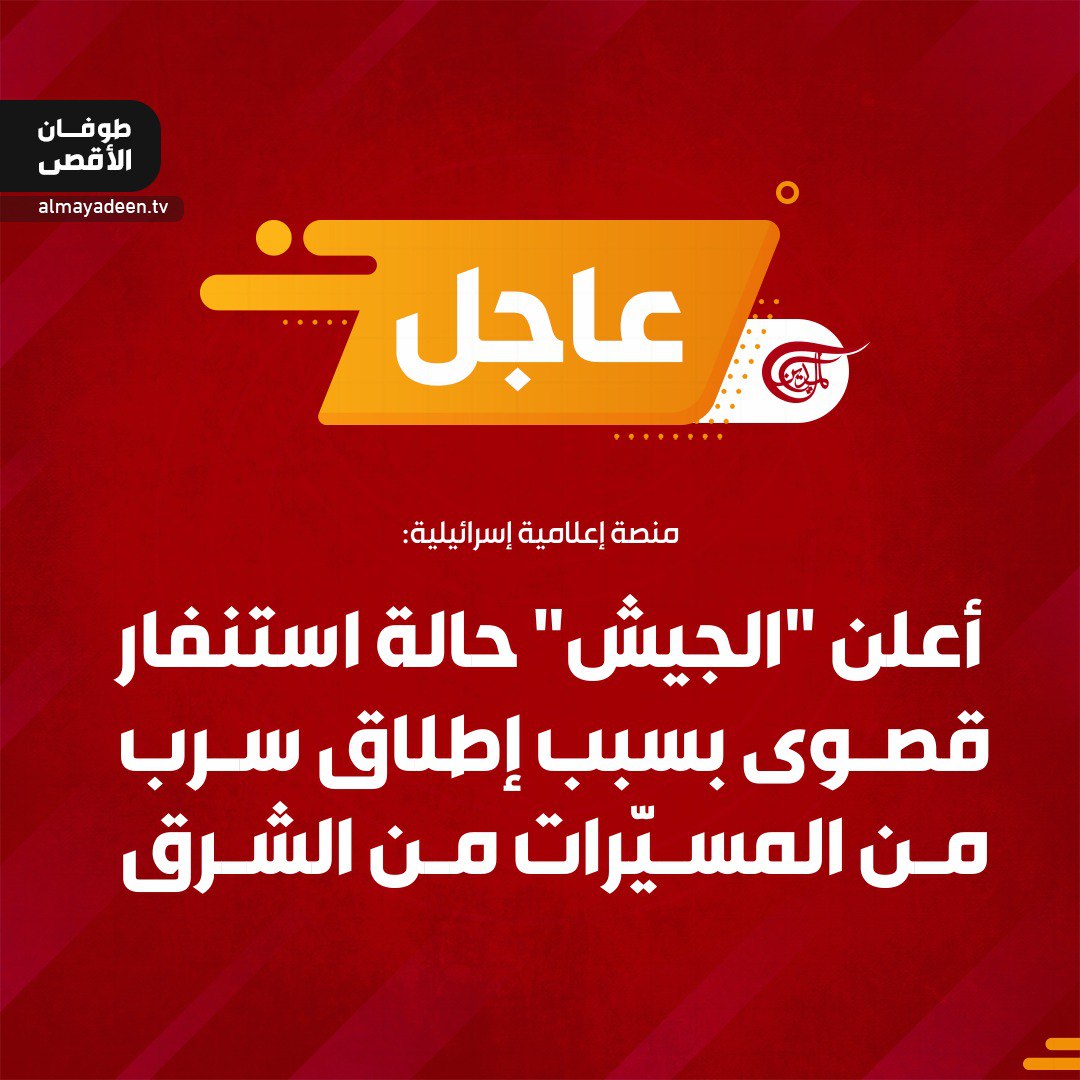 طوفان
الأقصى
almayadeen.tv
عاجل
الميادين
منصة إعلامية إسرائيلية:
أعلن "الجيش" حالة استنفار
قصوى بسبب إطلاق سرب
من المسيّرات من الشرق